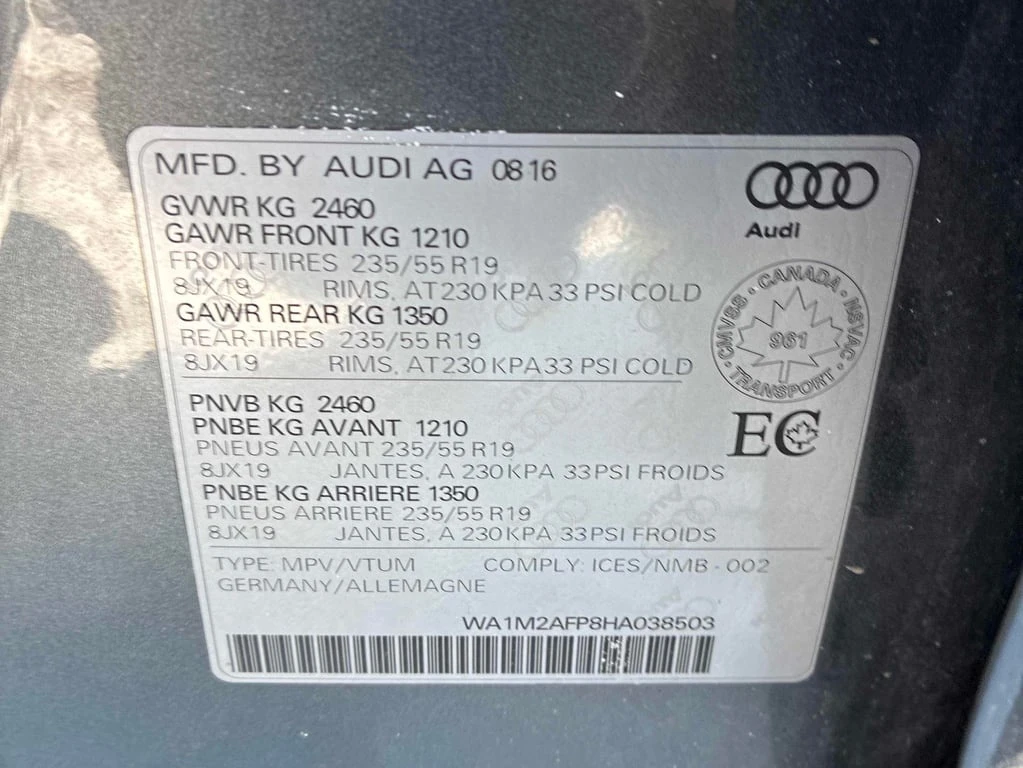 MFD. BY AUDI AG 0816
Audi
GVWR KG 2460
GAWR FRONT KG 1210
FRONT-TIRES 235/55 R19
8JX19 RIMS, AT 230 KPA 33 PSI COLD
GAWR REAR KG 1350
REAR-TIRES 235/55 R19
8JX19 RIMS, AT 230 KPA 33 PSI COLD
CANADA
CMVSS • NSVAC
961
TRANSPORT
PNVB KG 2460
PNBE KG AVANT 1210
PNEUS AVANT 235/55 R19
8JX19 JANTES, A 230 KPA 33 PSI FROIDS
EC
PNBE KG ARRIERE 1350
PNEUS ARRIERE 235/55 R19
8JX19 JANTES, A 230 KPA 33 PSI FROIDS
TYPE: MPV/VTUM COMPLY: ICES/NMB - 002
GERMANY/ALLEMAGNE
WA1M2AFP8HA038503